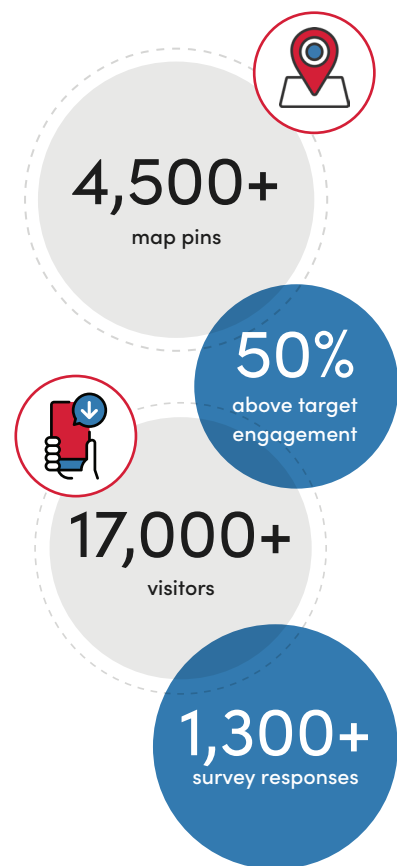 4,500+
map pins
50%
above target
engagement
17,000+
visitors
1,300+
survey responses